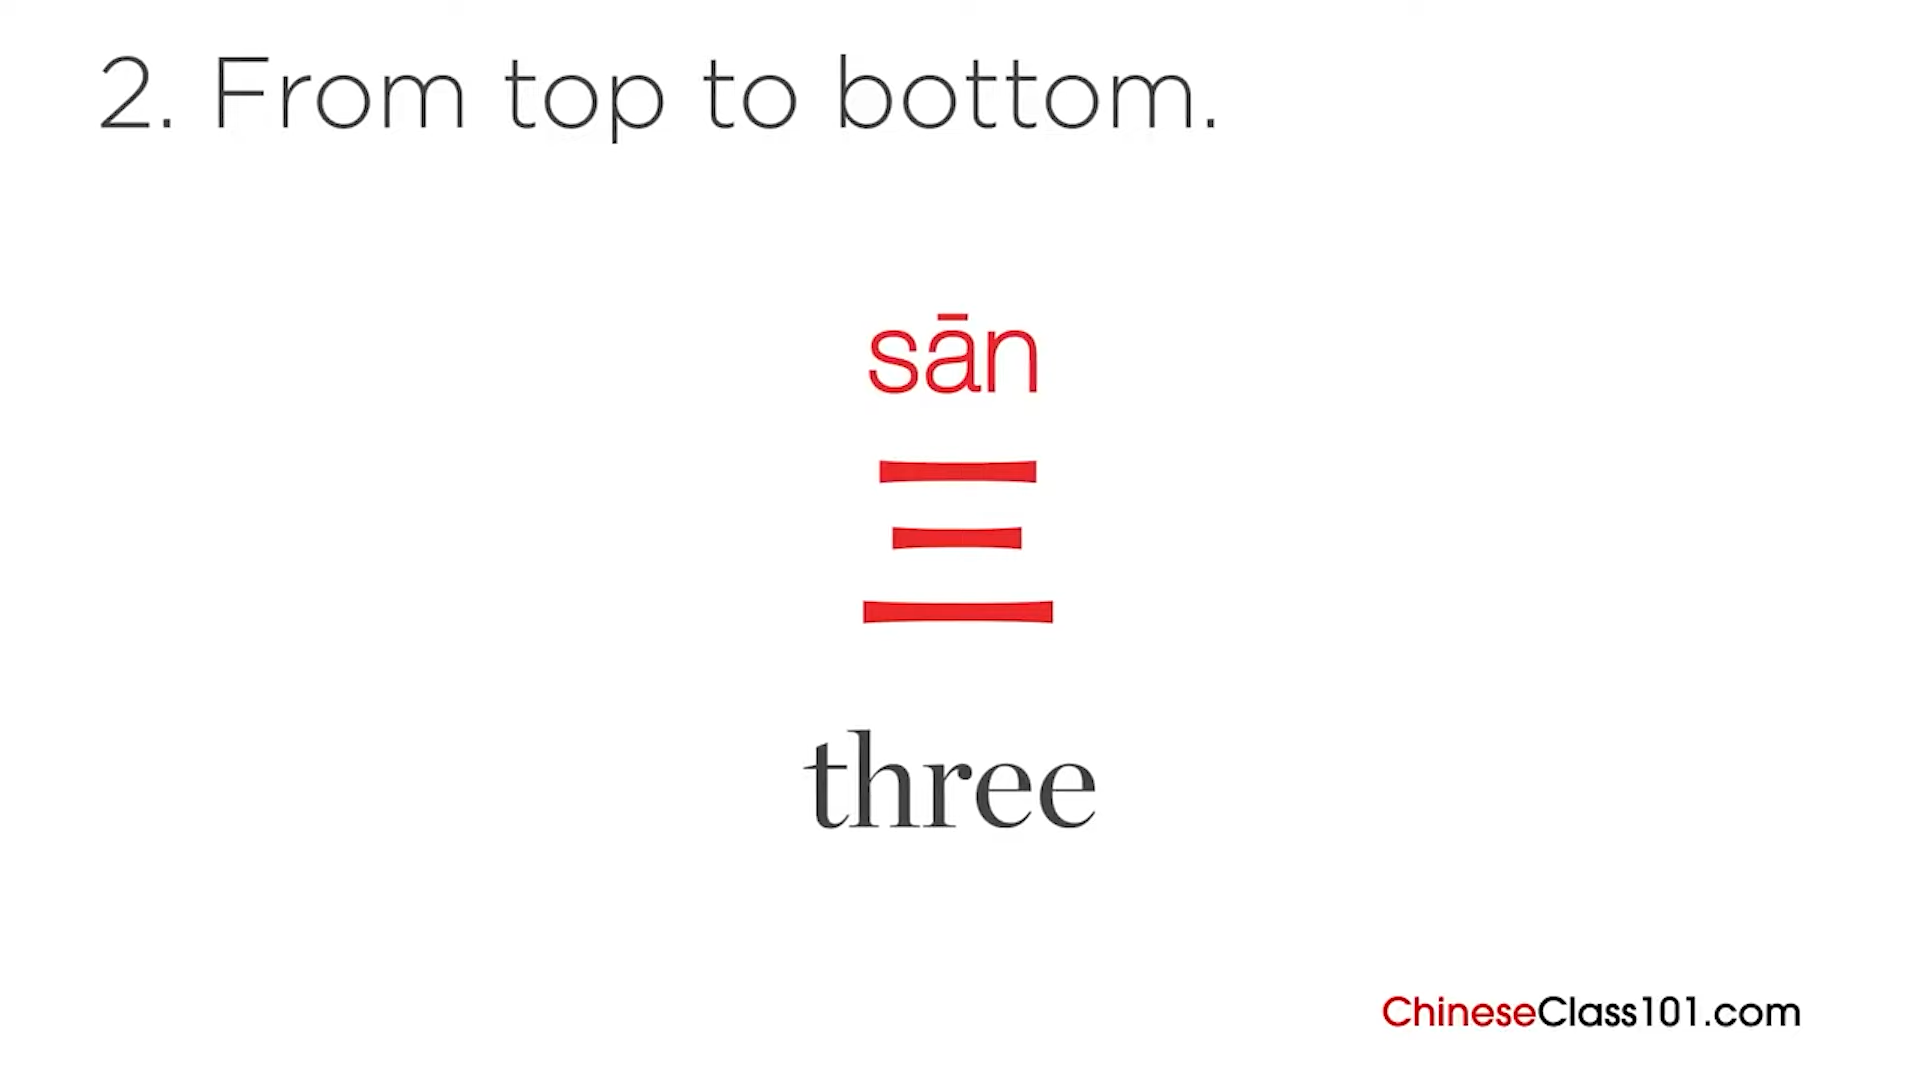 2. From top to bottom.
sān
三
three
ChineseClass101.com